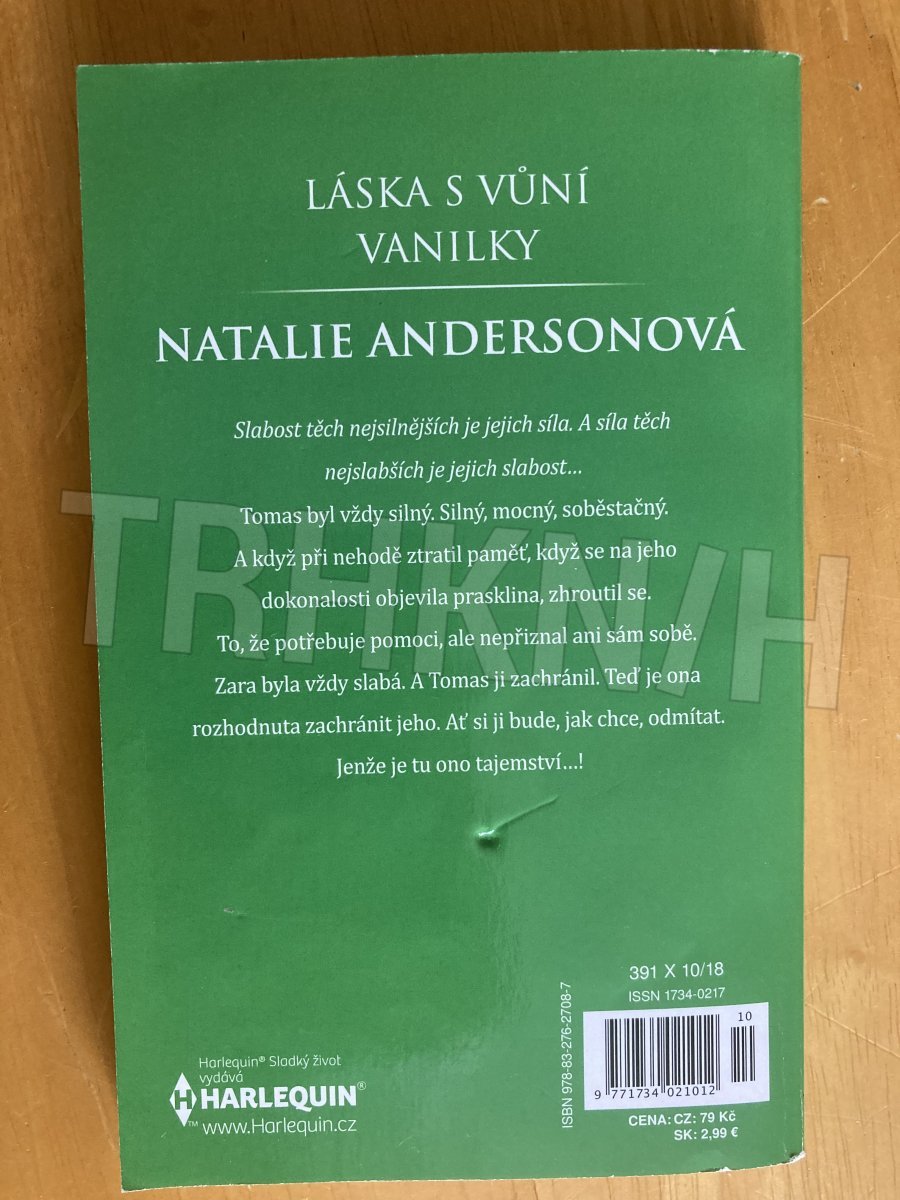 LÁSKA S VŮNÍ
VANILKY
NATALIE ANDERSONOVÁ
Slabost těch nejsilnějších je jejich síla. A síla těch
nejslabších je jejich slabost...
Tomas byl vždy silný. Silný, mocný, soběstačný.
A když při nehodě ztratil paměť, když se na jeho
dokonalosti objevila prasklina, zhroutil se.
To, že potřebuje pomoci, ale nepřiznal ani sám sobě.
Zara byla vždy slabá. A Tomas ji zachránil. Teď je ona
rozhodnuta zachránit jeho. Ať si ji bude, jak chce, odmítat.
Jenže je tu ono tajemství...!
TRHKN/H
391 X 10/18
ISSN 1734-0217
ISBN 978-83-276-2708-7
10
9 771734 021012
CENA: CZ: 79 Kč
SK: 2,99 €
Harlequin® Sladký život
vydává
H HARLEQUIN®
™ www.Harlequin.cz